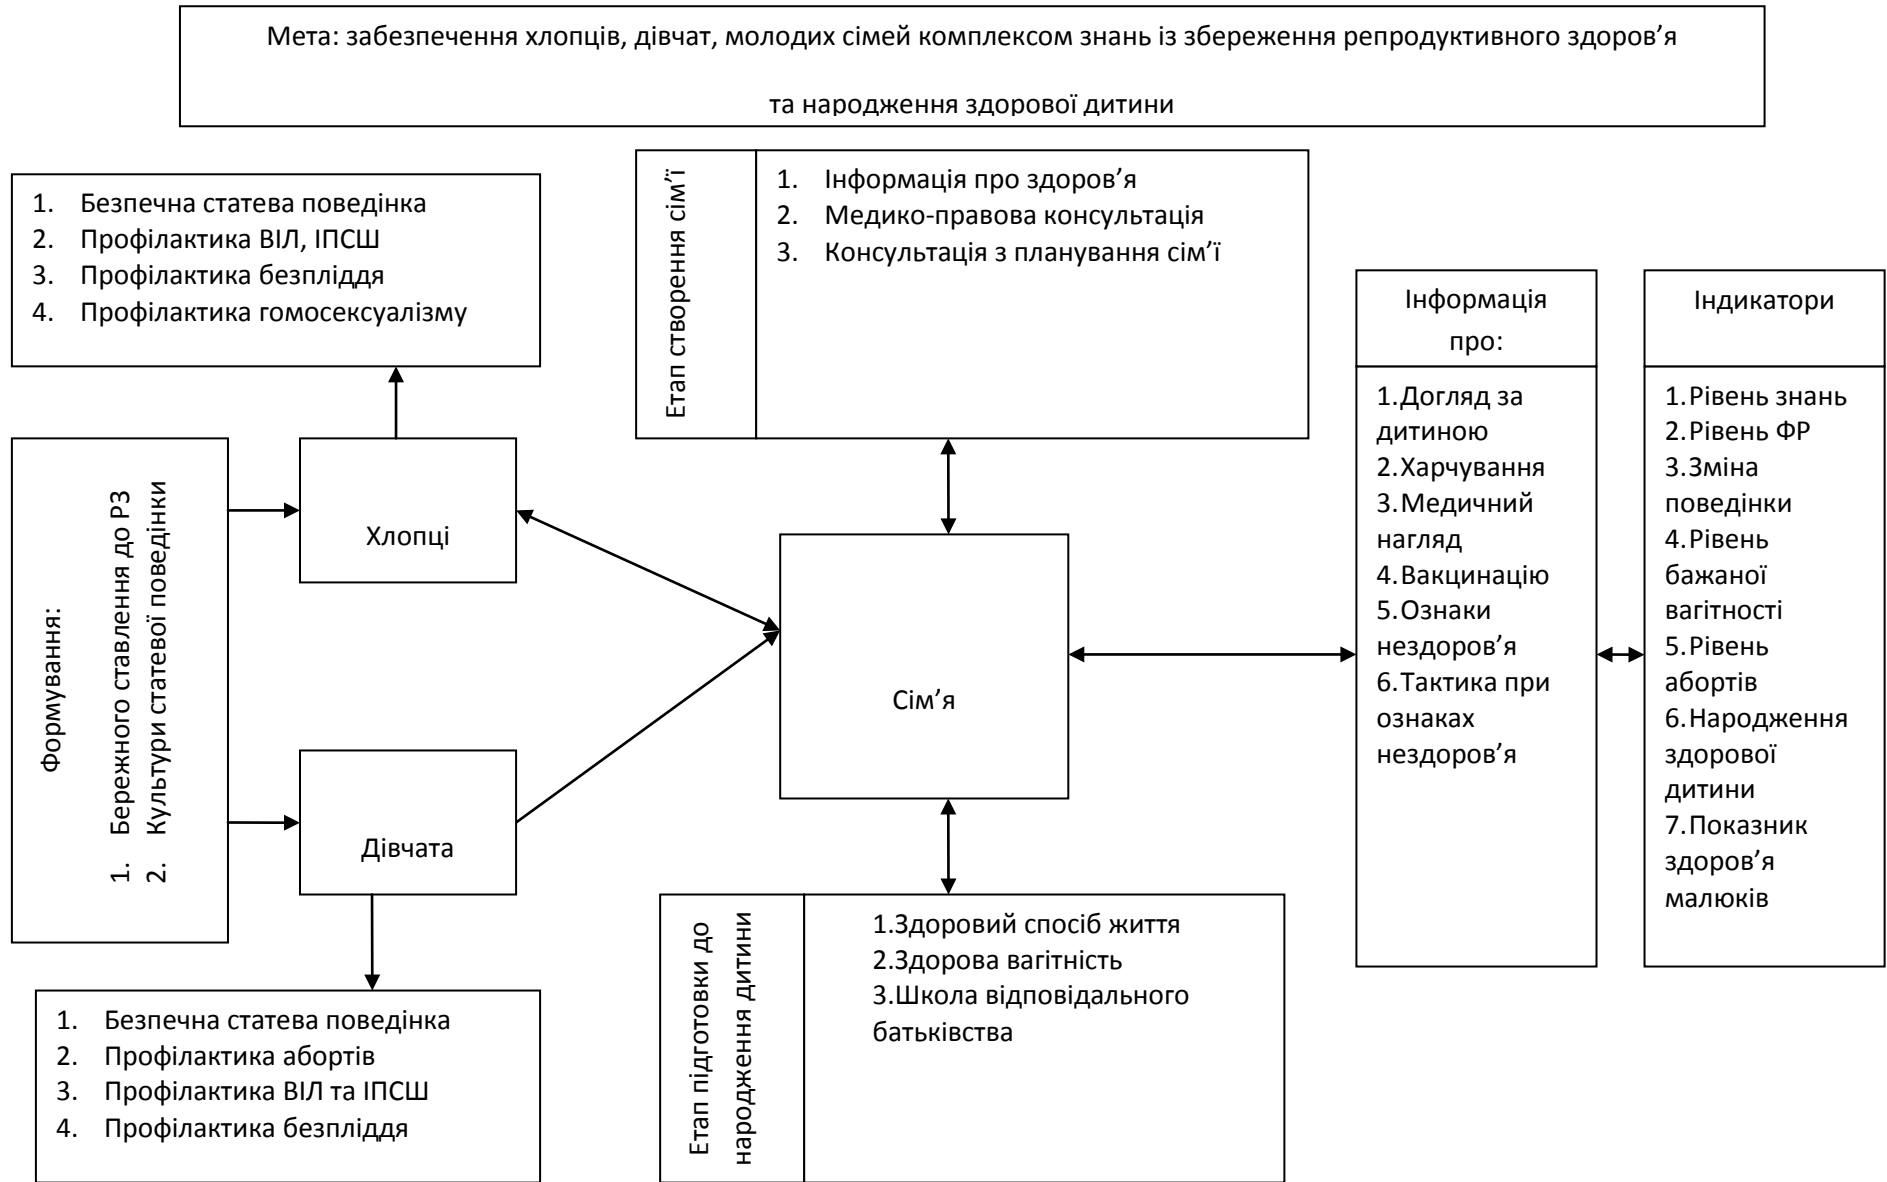 Мета: забезпечення хлопців, дівчат, молодих сімей комплексом знань із збереження репродуктивного здоров’я
та народження здорової дитини
1. Безпечна статева поведінка
2. Профілактика ВІЛ, ІПСШ
3. Профілактика безпліддя
4. Профілактика гомосексуалізму
Етап створення сім’ї
1. Інформація про здоров’я
2. Медико-правова консультація
3. Консультація з планування сім’ї
Формування:
1. Бережного ставлення до РЗ
2. Культури статевої поведінки
Хлопці
Дівчата
Сім’я
1. Безпечна статева поведінка
2. Профілактика абортів
3. Профілактика ВІЛ та ІПСШ
4. Профілактика безпліддя
Етап підготовки до
народження дитини
1.Здоровий спосіб життя
2.Здорова вагітність
3.Школа відповідального
батьківства
Інформація
про:
1.Догляд за
дитиною
2.Харчування
3.Медичний
нагляд
4.Вакцинацію
5.Ознаки
нездоров’я
6.Тактика при
ознаках
нездоров’я
Індикатори
1.Рівень знань
2.Рівень ФР
3.Зміна
поведінки
4.Рівень
бажаної
вагітності
5.Рівень
абортів
6.Народження
здорової
дитини
7.Показник
здоров’я
малюків